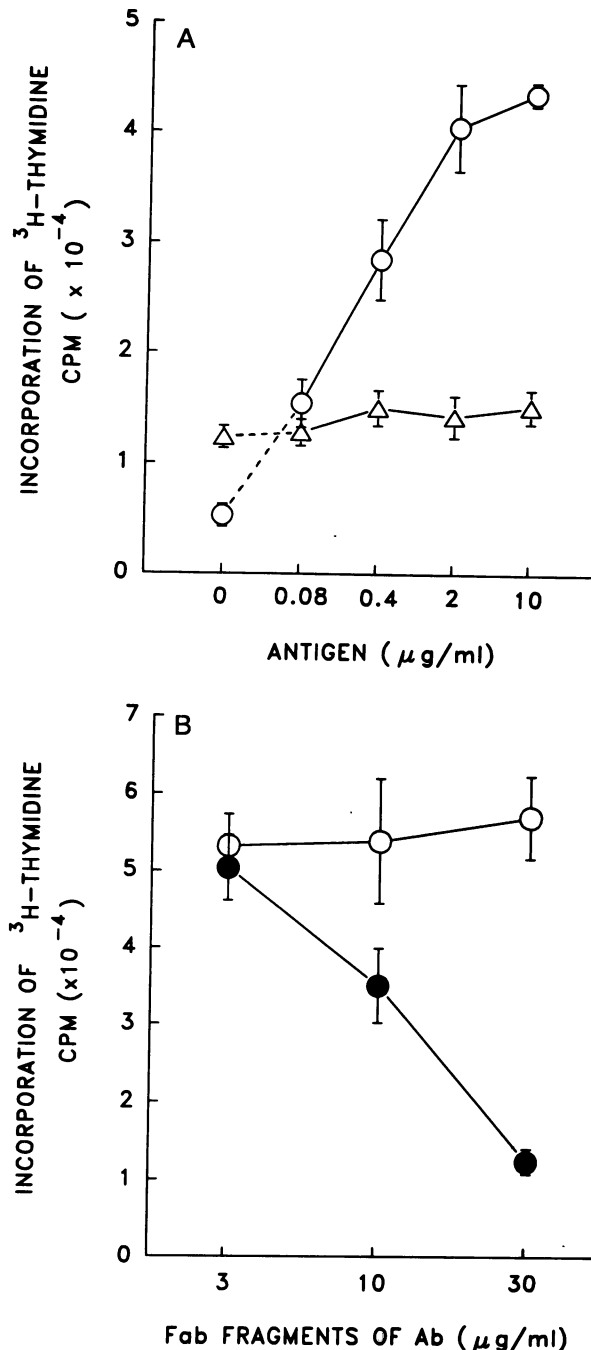 A
5
4
3
2
1
0
INCORPORATION OF ³H-THYMIDINE
CPM ( x 10⁻⁴)
0 0.08 0.4 2 10
ANTIGEN ( μg/ml)
B
7
6
5
4
3
2
1
0
INCORPORATION OF ³H-THYMIDINE
CPM (x10⁻⁴)
3 10 30
Fab FRAGMENTS OF Ab (μg/ml)